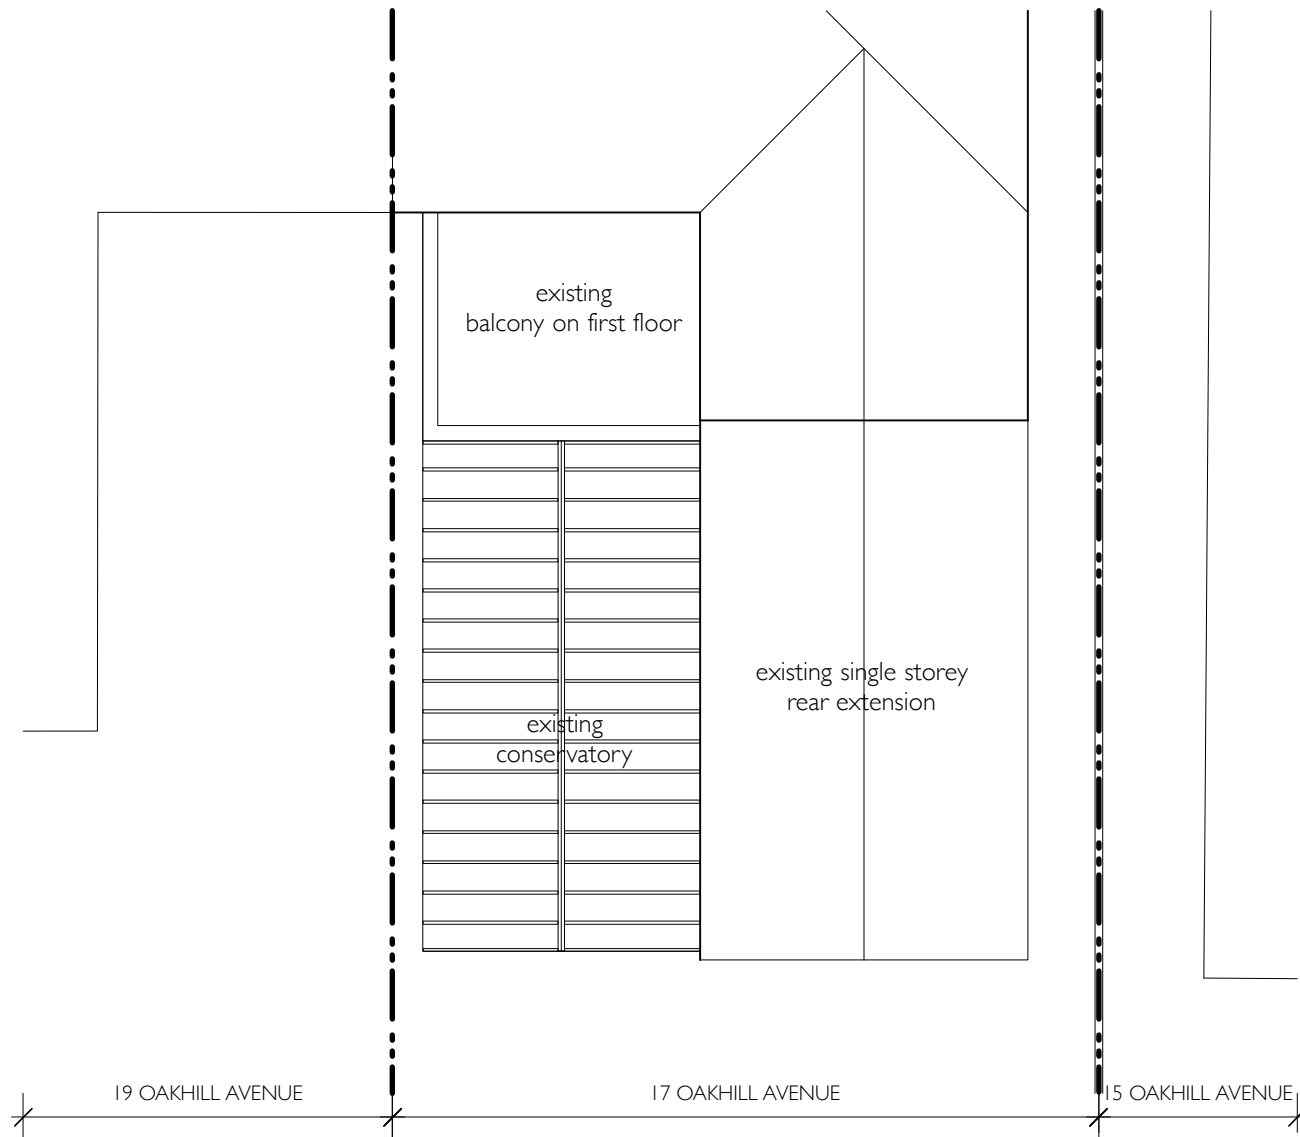 existing
balcony on first floor
existing single storey
rear extension
existing
conservatory
19 OAKHILL AVENUE
17 OAKHILL AVENUE
15 OAKHILL AVENUE